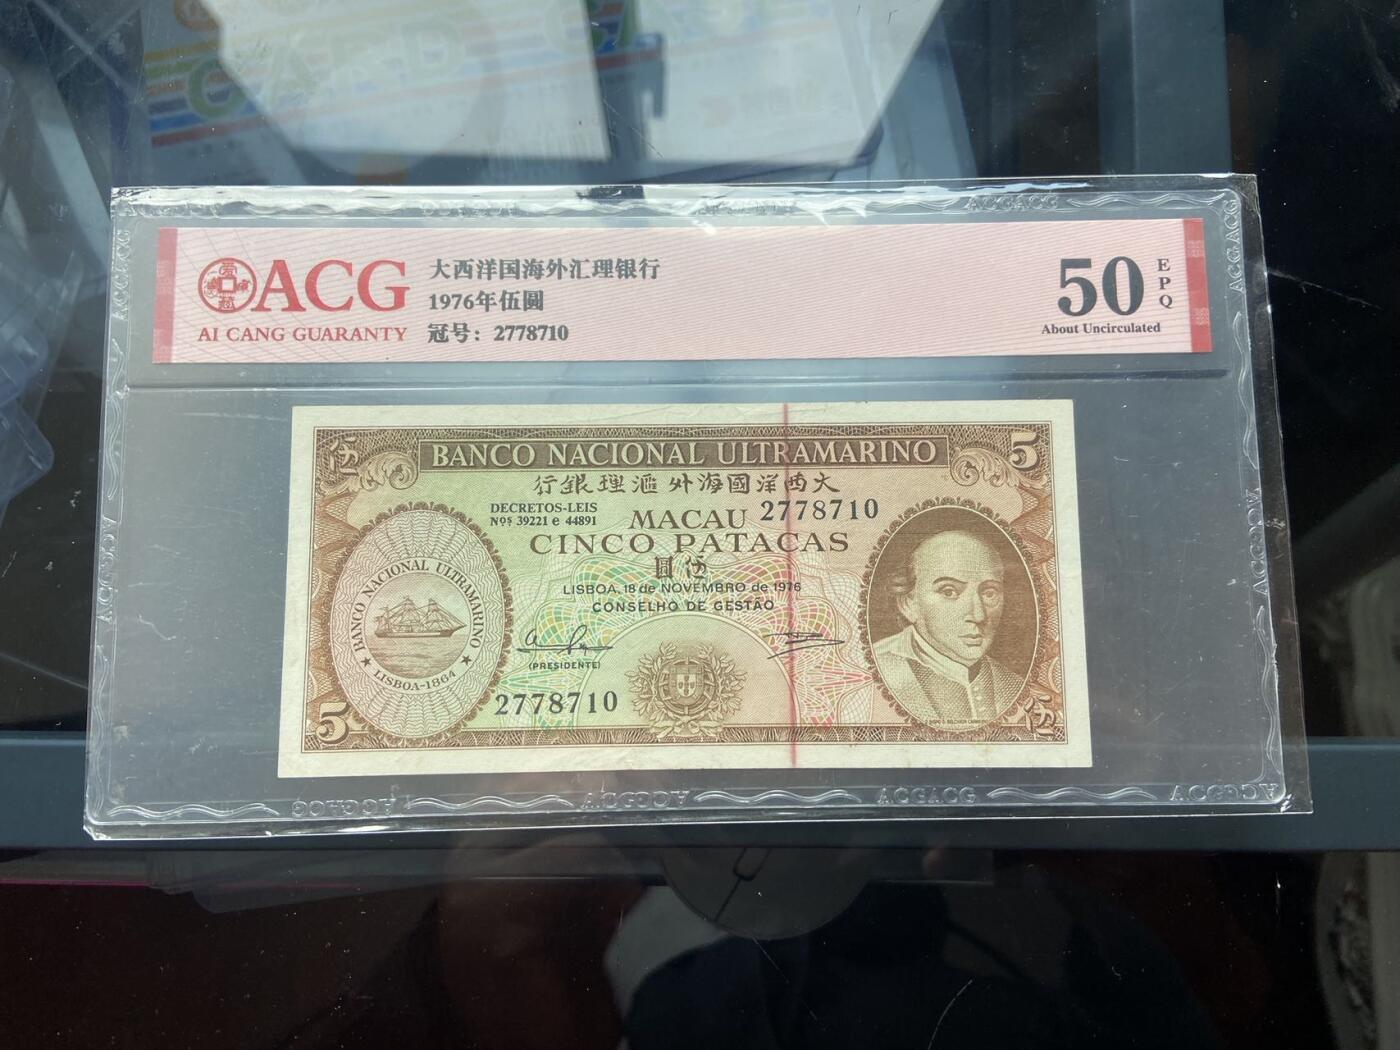 ACG
AI CANG GUARANTY
大西洋国海外汇理银行
1976年伍圆
冠号：2778710
50
EPQ
About Uncirculated
伍
5
BANCO NACIONAL ULTRAMARINO
行銀理滙外海國洋西大
DECRETOS-LEIS
Nos 39221 e 44891
MACAU 2778710
CINCO PATACAS
圓伍
LISBOA, 18 de NOVEMBRO de 1976
CONSELHO DE GESTÃO
(PRESIDENTE)
BANCO NACIONAL ULTRAMARINO
LISBOA-1864
2778710
5
伍
ACGACG
ACGACG
ACGACG
ACGACG